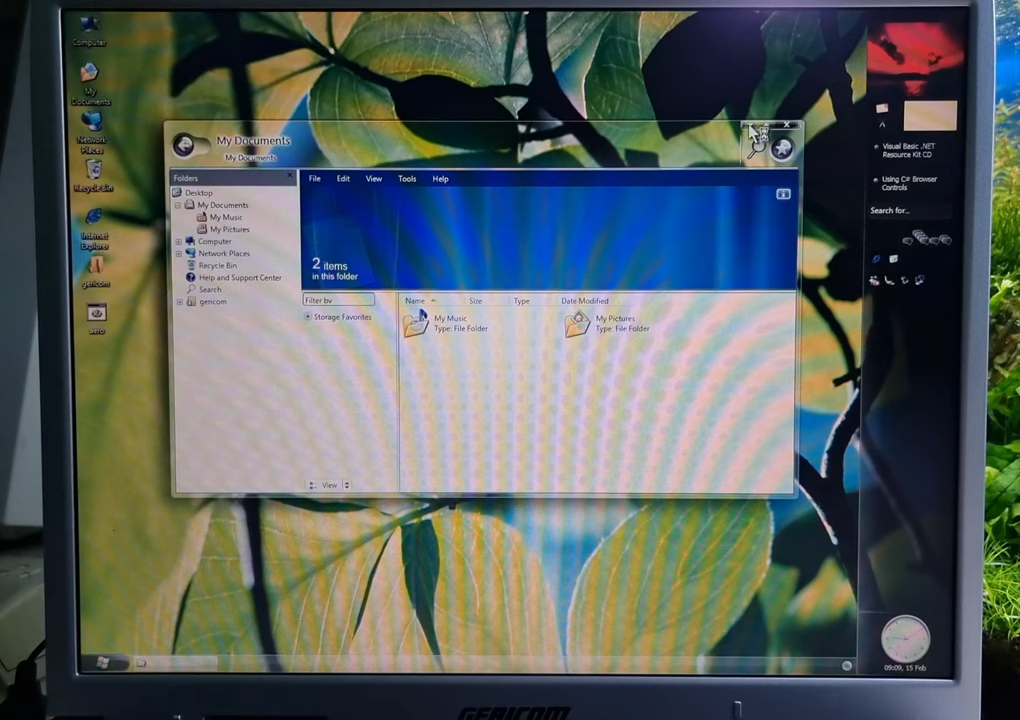 Computer
My
Documents
Network
Places
Recycle Bin
Internet
Explorer
gericom
aero
My Documents
My Documents
Folders
Desktop
My Documents
My Music
My Pictures
Computer
Network Places
Recycle Bin
Help and Support Center
Search
gericom
File Edit View Tools Help
2 items
in this folder
Filter by
Storage Favorites
Name Size Type Date Modified
My Music
Type: File Folder
My Pictures
Type: File Folder
View
Visual Basic .NET
Resource Kit CD
Using C# Browser
Controls
Search for...
09:09, 15 Feb
GERICOM